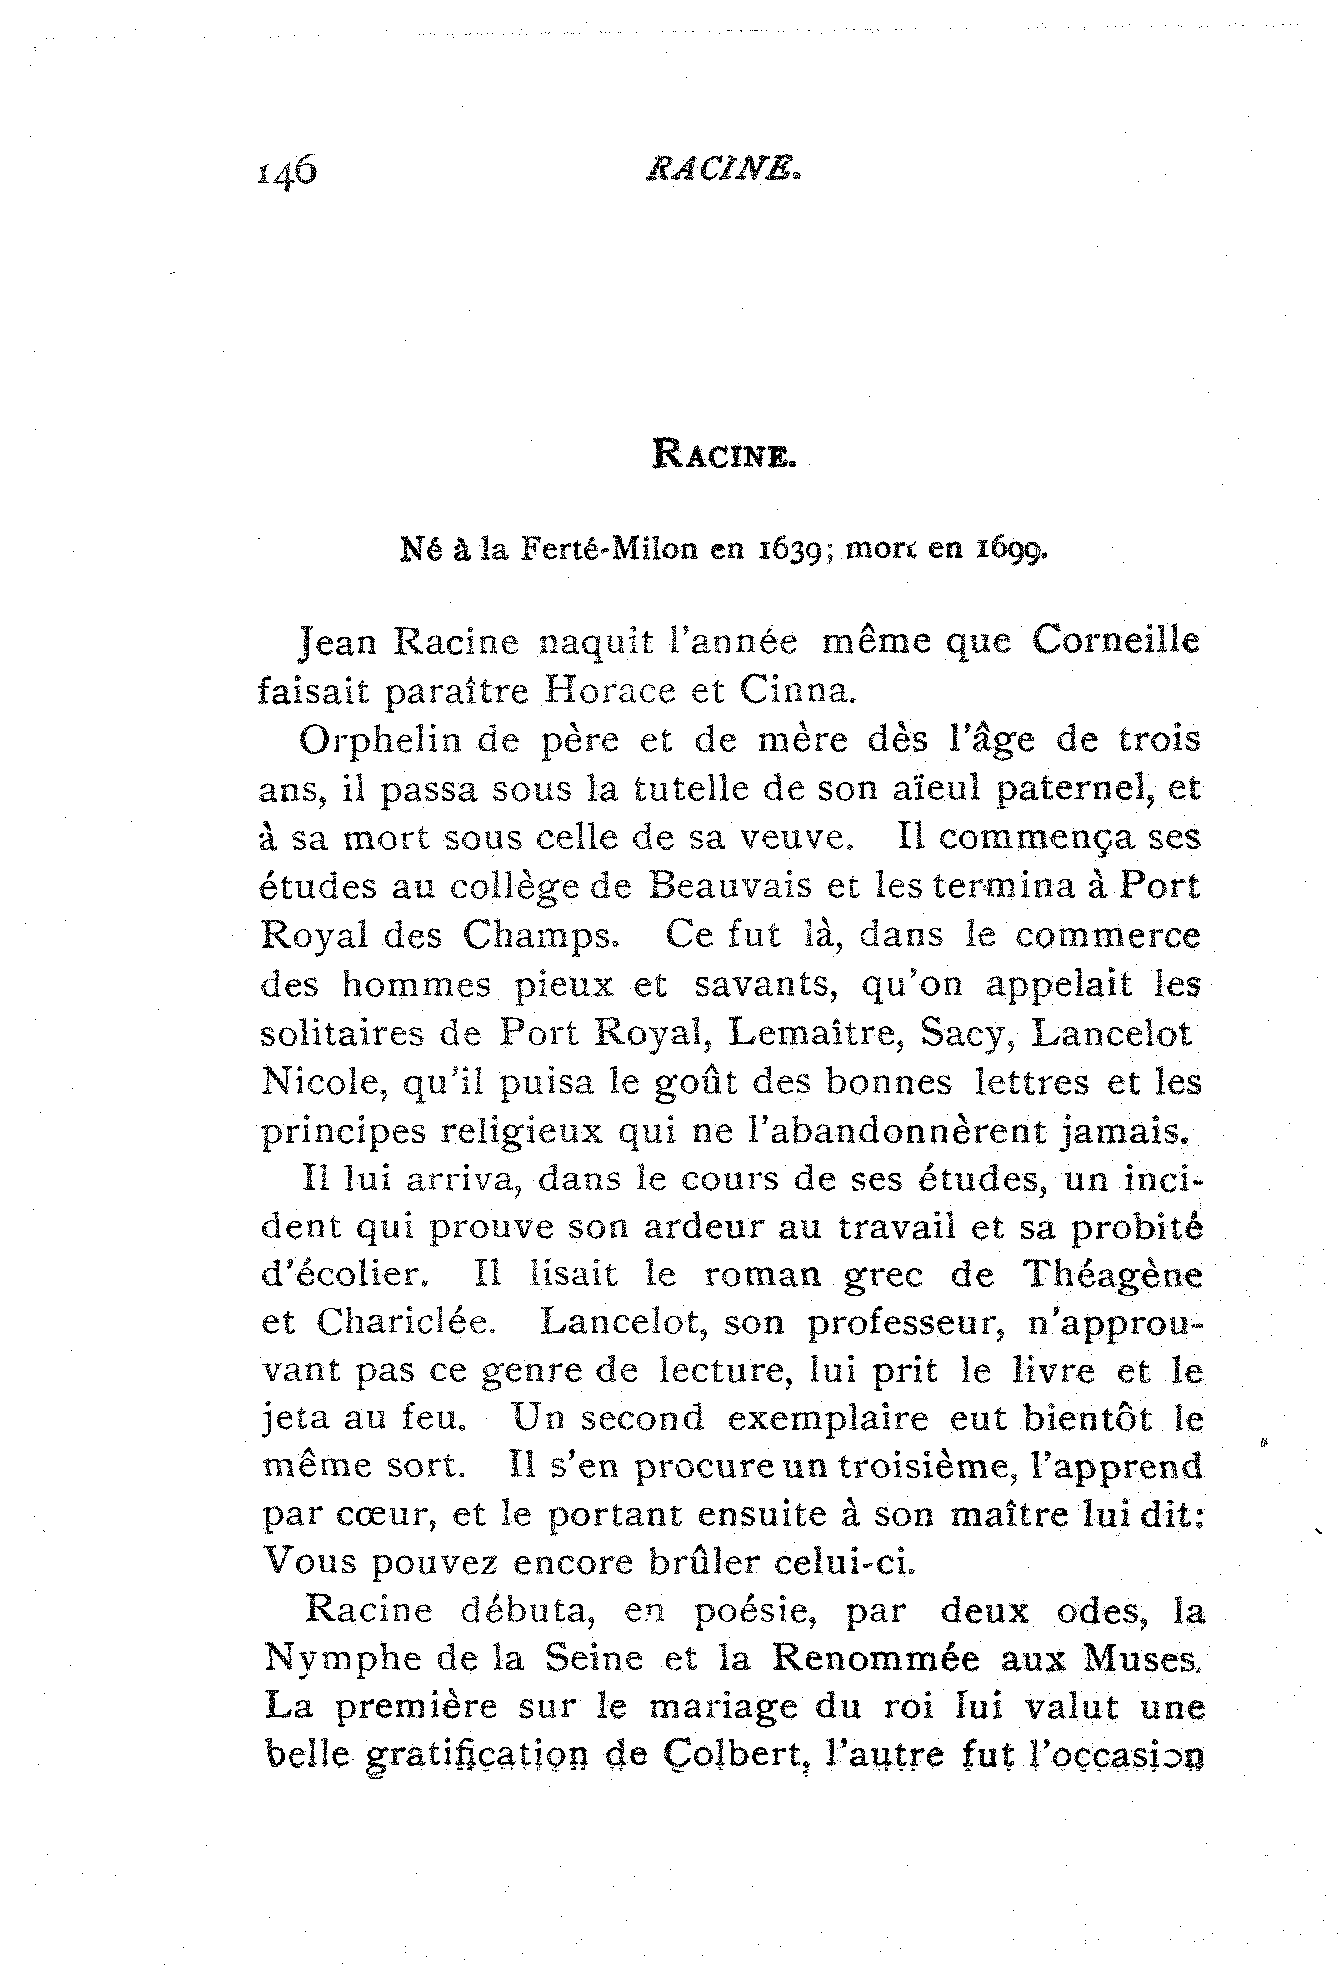 146 RACINE.
RACINE.
Né à la Ferté-Milon en 1639; mort en 1699.
Jean Racine naquit l'année même que Corneille
faisait paraître Horace et Cinna.
Orphelin de père et de mère dès l'âge de trois
ans, il passa sous la tutelle de son aïeul paternel, et
à sa mort sous celle de sa veuve. Il commença ses
études au collège de Beauvais et les termina à Port
Royal des Champs. Ce fut là, dans le commerce
des hommes pieux et savants, qu'on appelait les
solitaires de Port Royal, Lemaître, Sacy, Lancelot
Nicole, qu'il puisa le goût des bonnes lettres et les
principes religieux qui ne l'abandonnèrent jamais.
Il lui arriva, dans le cours de ses études, un inci-
dent qui prouve son ardeur au travail et sa probité
d'écolier. Il lisait le roman grec de Théagène
et Chariclée. Lancelot, son professeur, n'approu-
vant pas ce genre de lecture, lui prit le livre et le
jeta au feu. Un second exemplaire eut bientôt le
même sort. Il s'en procure un troisième, l'apprend
par cœur, et le portant ensuite à son maître lui dit:
Vous pouvez encore brûler celui-ci.
Racine débuta, en poésie, par deux odes, la
Nymphe de la Seine et la Renommée aux Muses.
La première sur le mariage du roi lui valut une
belle gratification de Colbert, l'autre fut l'occasion